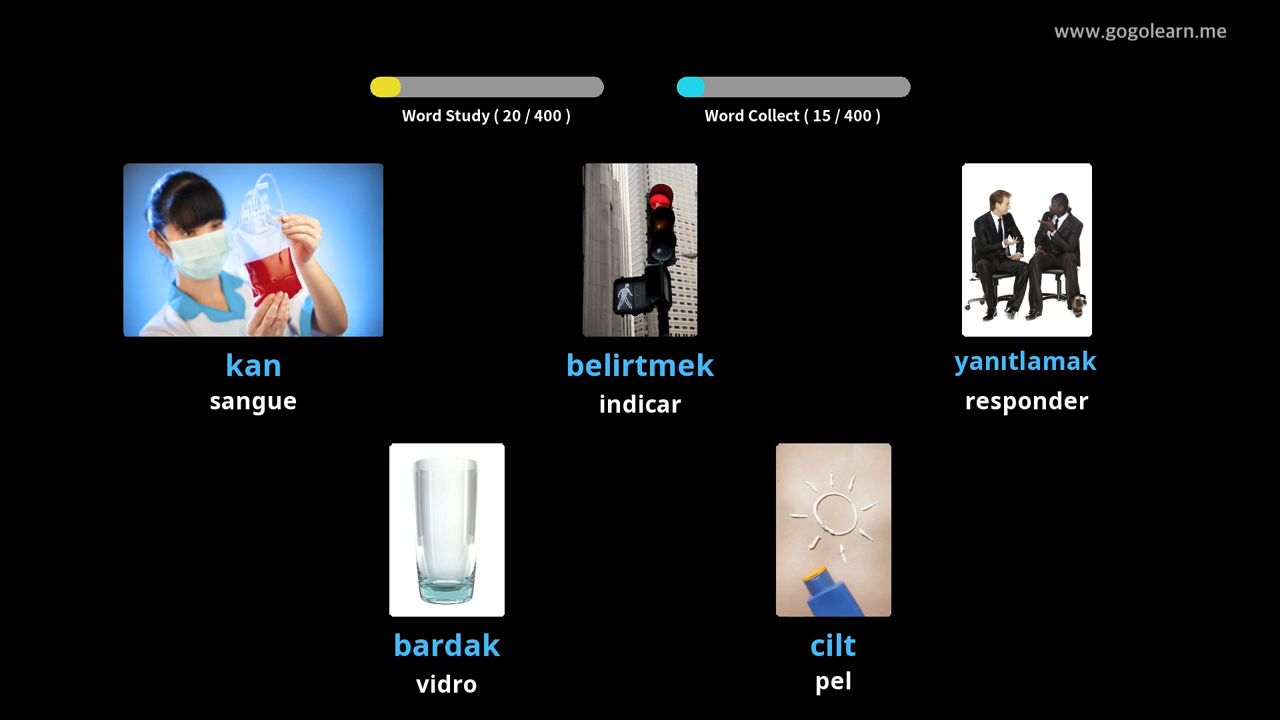 www.gogolearn.me
Word Study ( 20 / 400 )
Word Collect ( 15 / 400 )
kan
sangue
belirtmek
indicar
yanıtlamak
responder
bardak
vidro
cilt
pel